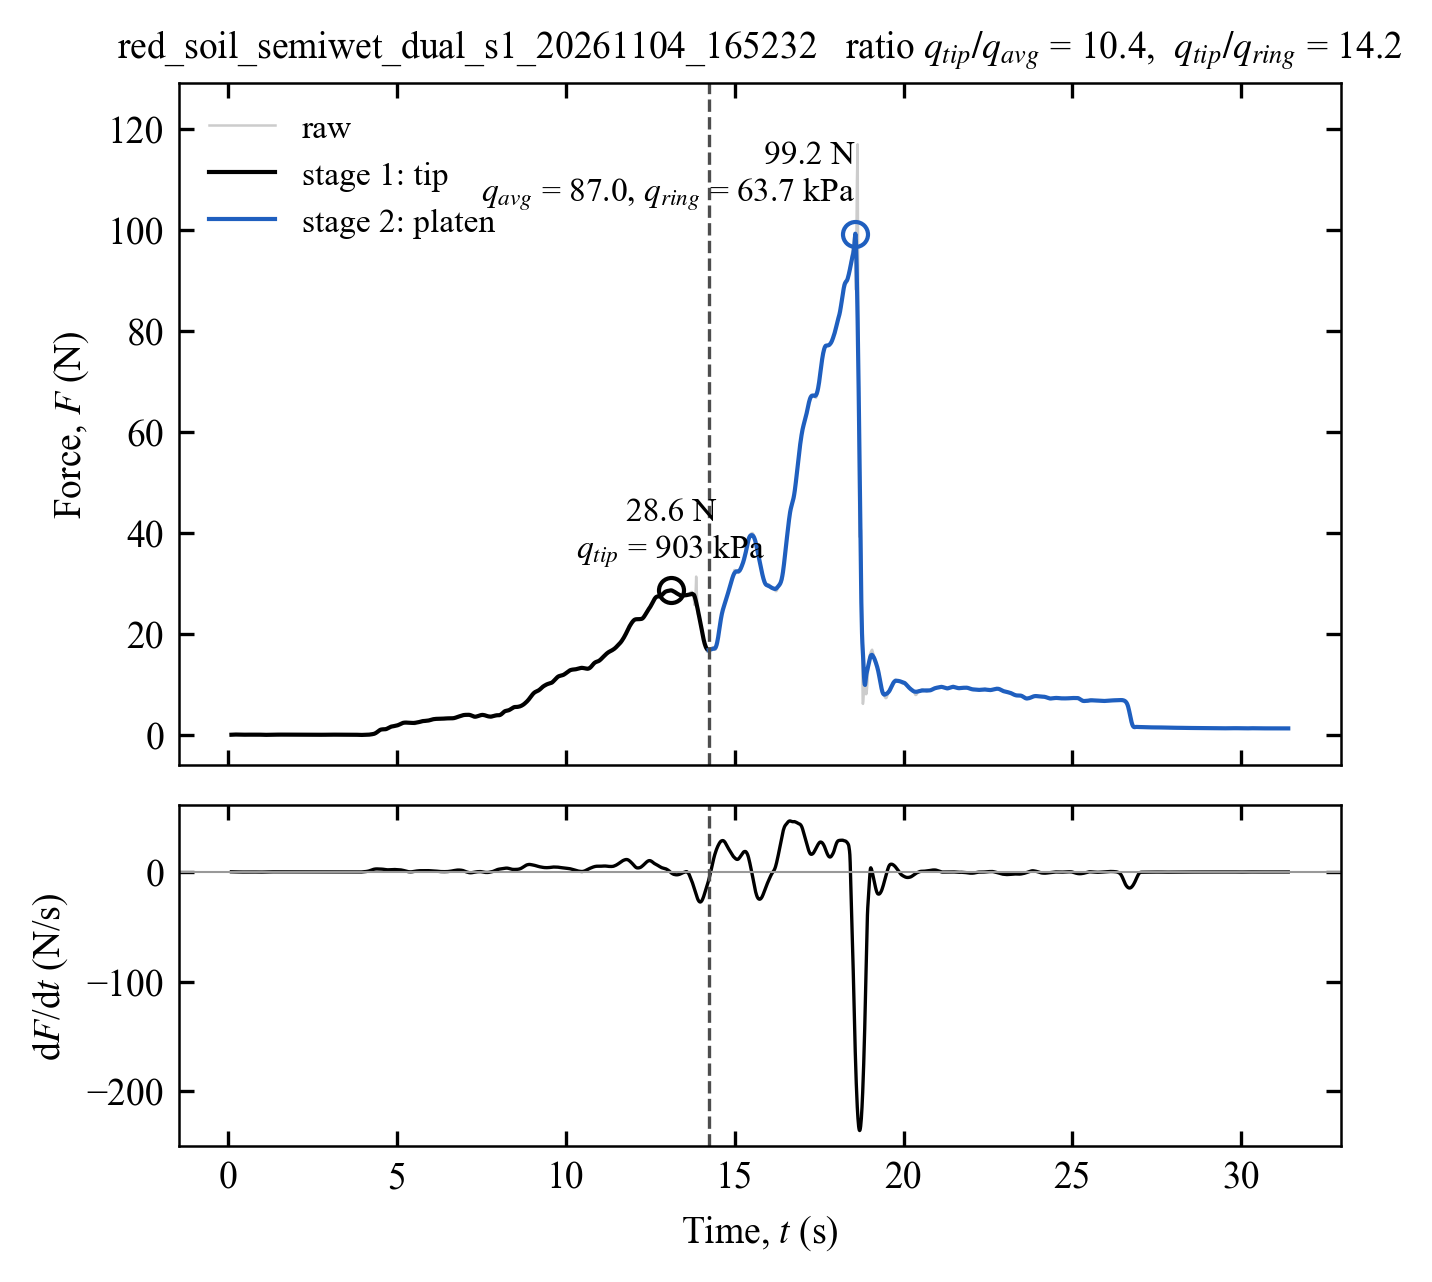 red_soil_semiwet_dual_s1_20261104_165232 ratio q_tip/q_avg = 10.4, q_tip/q_ring = 14.2
120
100
80
60
40
20
0
Force, F (N)
raw
stage 1: tip
stage 2: platen
99.2 N
q_avg = 87.0, q_ring = 63.7 kPa
28.6 N
q_tip = 903 kPa
0
−100
−200
dF/dt (N/s)
0 5 10 15 20 25 30
Time, t (s)